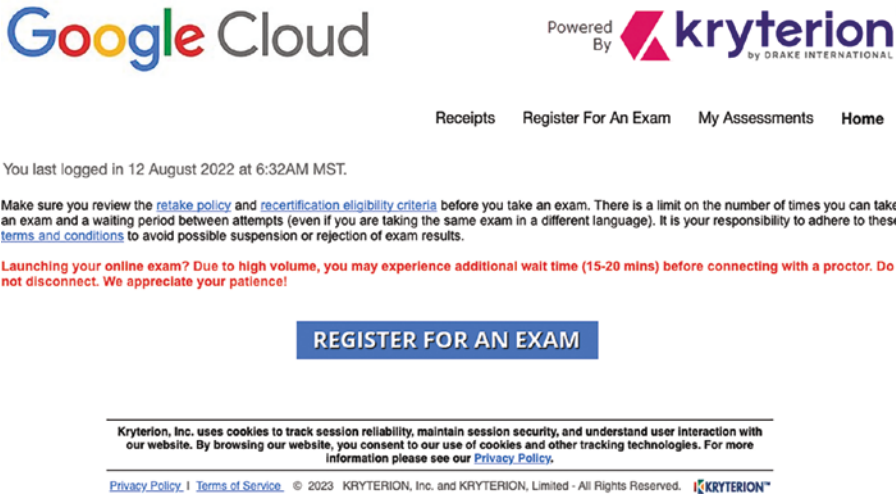 Google Cloud
Powered
By
kryterion
by DRAKE INTERNATIONAL
Receipts Register For An Exam My Assessments Home
You last logged in 12 August 2022 at 6:32AM MST.
Make sure you review the retake policy and recertification eligibility criteria before you take an exam. There is a limit on the number of times you can take
an exam and a waiting period between attempts (even if you are taking the same exam in a different language). It is your responsibility to adhere to these
terms and conditions to avoid possible suspension or rejection of exam results.
Launching your online exam? Due to high volume, you may experience additional wait time (15-20 mins) before connecting with a proctor. Do
not disconnect. We appreciate your patience!
REGISTER FOR AN EXAM
Kryterion, Inc. uses cookies to track session reliability, maintain session security, and understand user interaction with
our website. By browsing our website, you consent to our use of cookies and other tracking technologies. For more
information please see our Privacy Policy.
Privacy Policy | Terms of Service © 2023 KRYTERION, Inc. and KRYTERION, Limited - All Rights Reserved. KRYTERION™